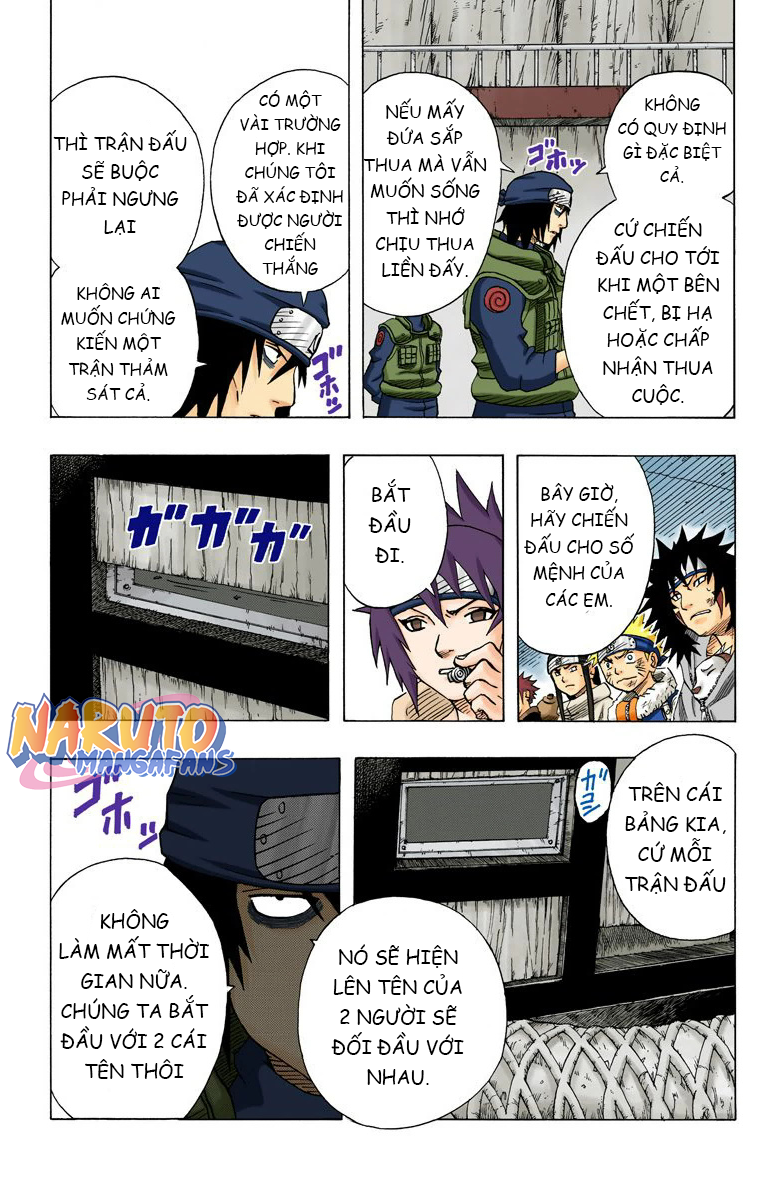 KHÔNG
CÓ QUY ĐỊNH
GÌ ĐẶC BIỆT
CẢ.
CỨ CHIẾN
ĐẤU CHO TỚI
KHI MỘT BÊN
CHẾT, BỊ HẠ
HOẶC CHẤP
NHẬN THUA
CUỘC.
ゴホッ
NẾU MẤY
ĐỨA SẮP
THUA MÀ VẪN
MUỐN SỐNG
THÌ NHỚ
CHỊU THUA
LIỀN ĐẤY.
CÓ MỘT
VÀI TRƯỜNG
HỢP. KHI
CHÚNG TÔI
ĐÃ XÁC ĐỊNH
ĐƯỢC NGƯỜI
CHIẾN
THẮNG
THÌ TRẬN ĐẤU
SẼ BUỘC
PHẢI NGƯNG
LẠI
KHÔNG AI
MUỐN CHỨNG
KIẾN MỘT
TRẬN THẢM
SÁT CẢ.
ゴホッ
BÂY GIỜ,
HÃY CHIẾN
ĐẤU CHO SỐ
MỆNH CỦA
CÁC EM.
BẮT
ĐẦU
ĐI.
ガガガ
NARUTO
MANGAFANS
TRÊN CÁI
BẢNG KIA,
CỨ MỖI
TRẬN ĐẤU
ガコン
NÓ SẼ HIỆN
LÊN TÊN CỦA
2 NGƯỜI SẼ
ĐỐI ĐẦU VỚI
NHAU.
ゴホッ
KHÔNG
LÀM MẤT THỜI
GIAN NỮA.
CHÚNG TA BẮT
ĐẦU VỚI 2 CÁI
TÊN THÔI